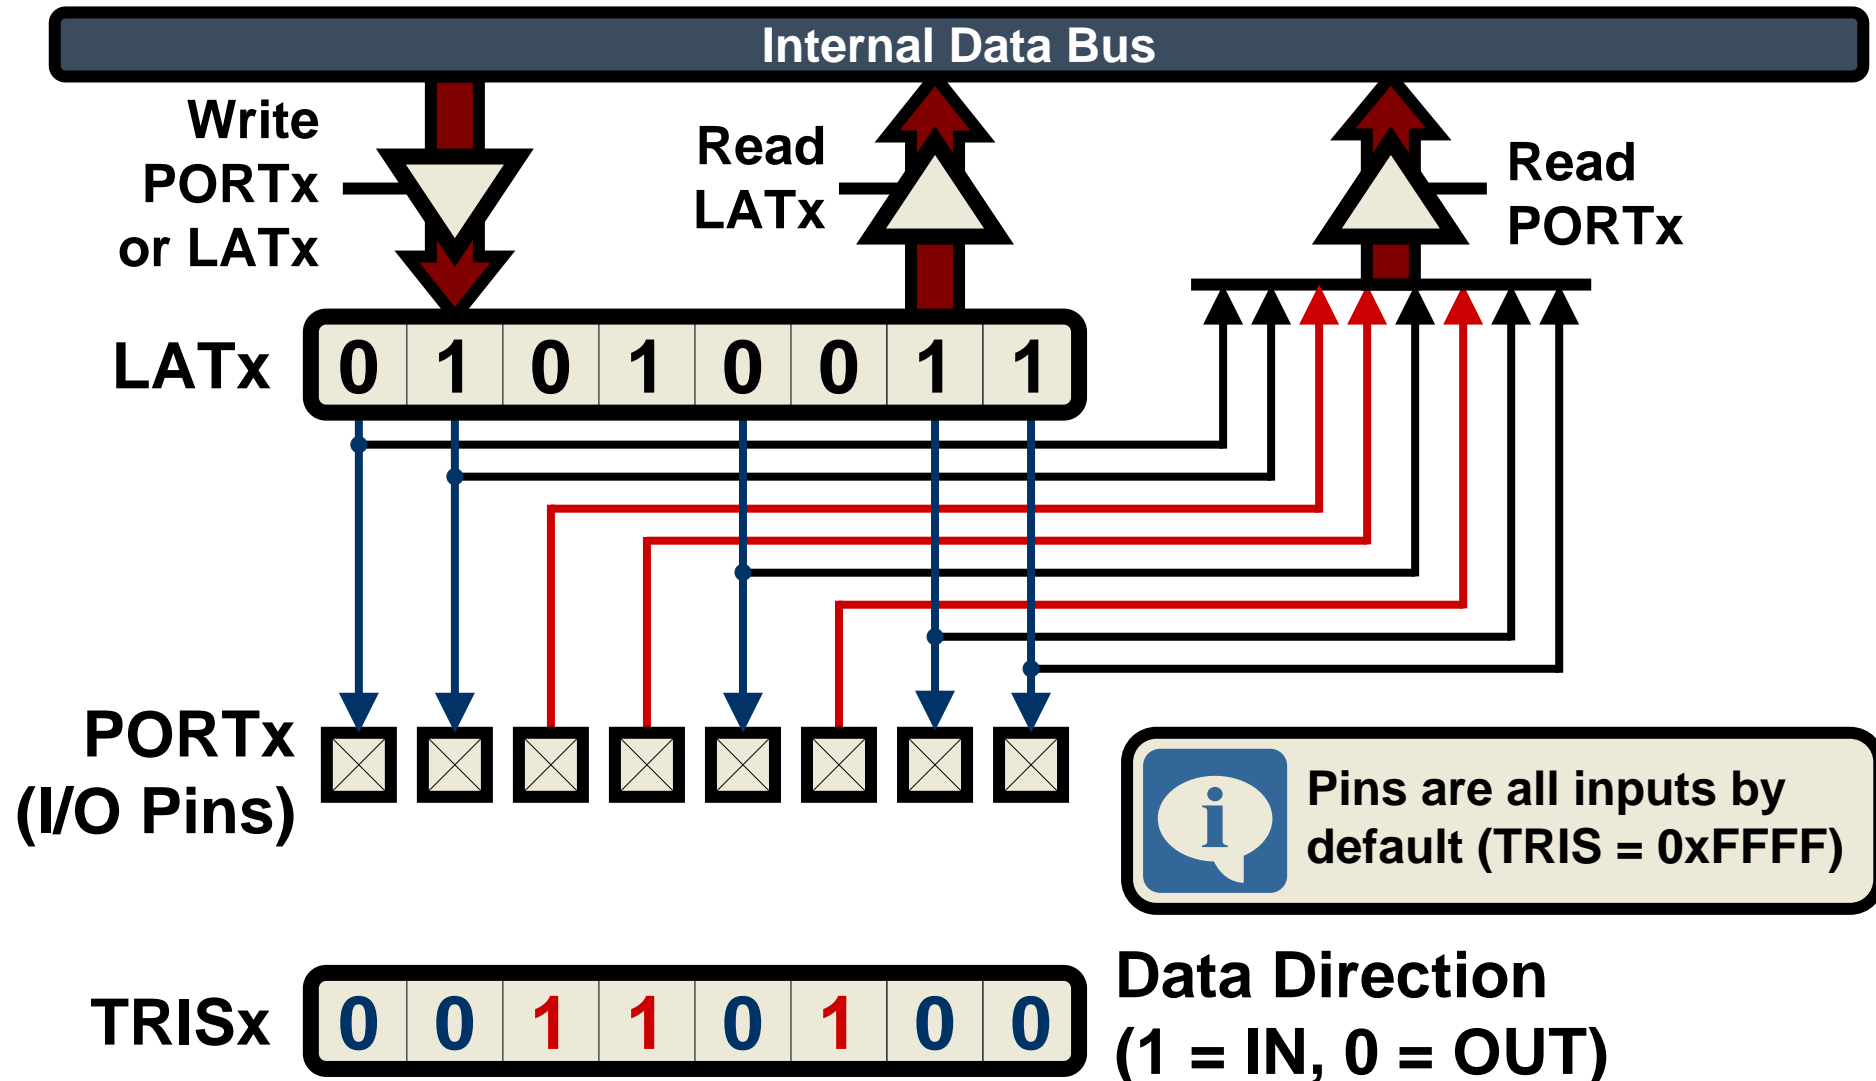 Internal Data Bus
Write
PORTx
or LATx
Read
LATx
Read
PORTx
LATx 0 1 0 1 0 0 1 1
PORTx
(I/O Pins)
i
Pins are all inputs by
default (TRIS = 0xFFFF)
TRISx 0 0 1 1 0 1 0 0
Data Direction
(1 = IN, 0 = OUT)